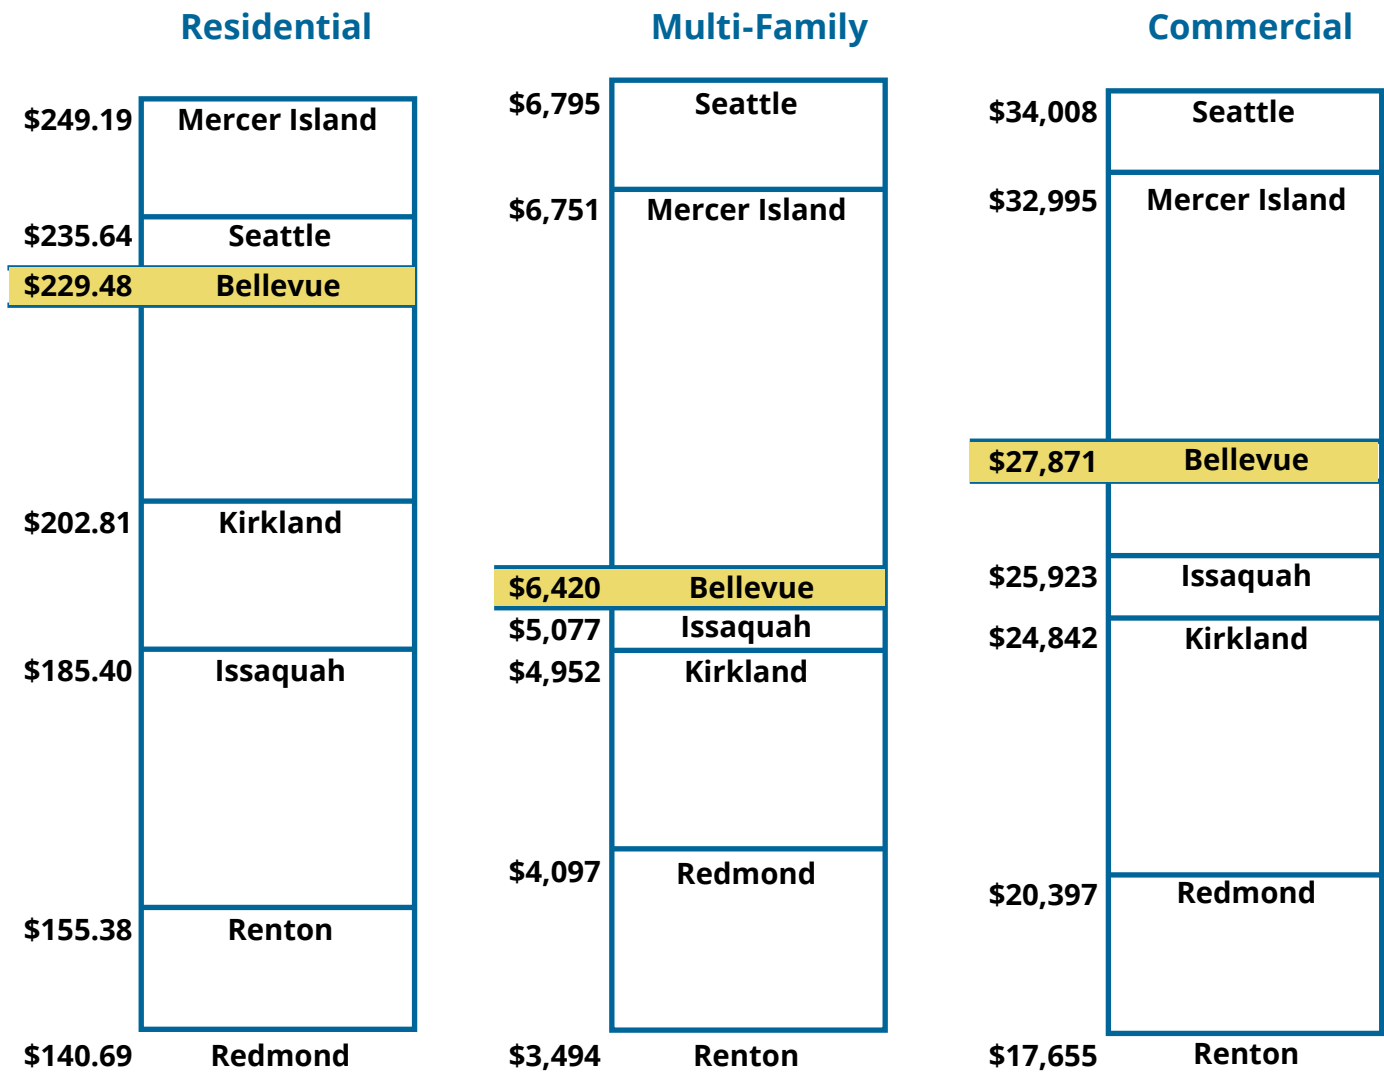 Residential
$249.19 Mercer Island
$235.64 Seattle
$229.48 Bellevue
$202.81 Kirkland
$185.40 Issaquah
$155.38 Renton
$140.69 Redmond
Multi-Family
$6,795 Seattle
$6,751 Mercer Island
$6,420 Bellevue
$5,077 Issaquah
$4,952 Kirkland
$4,097 Redmond
$3,494 Renton
Commercial
$34,008 Seattle
$32,995 Mercer Island
$27,871 Bellevue
$25,923 Issaquah
$24,842 Kirkland
$20,397 Redmond
$17,655 Renton